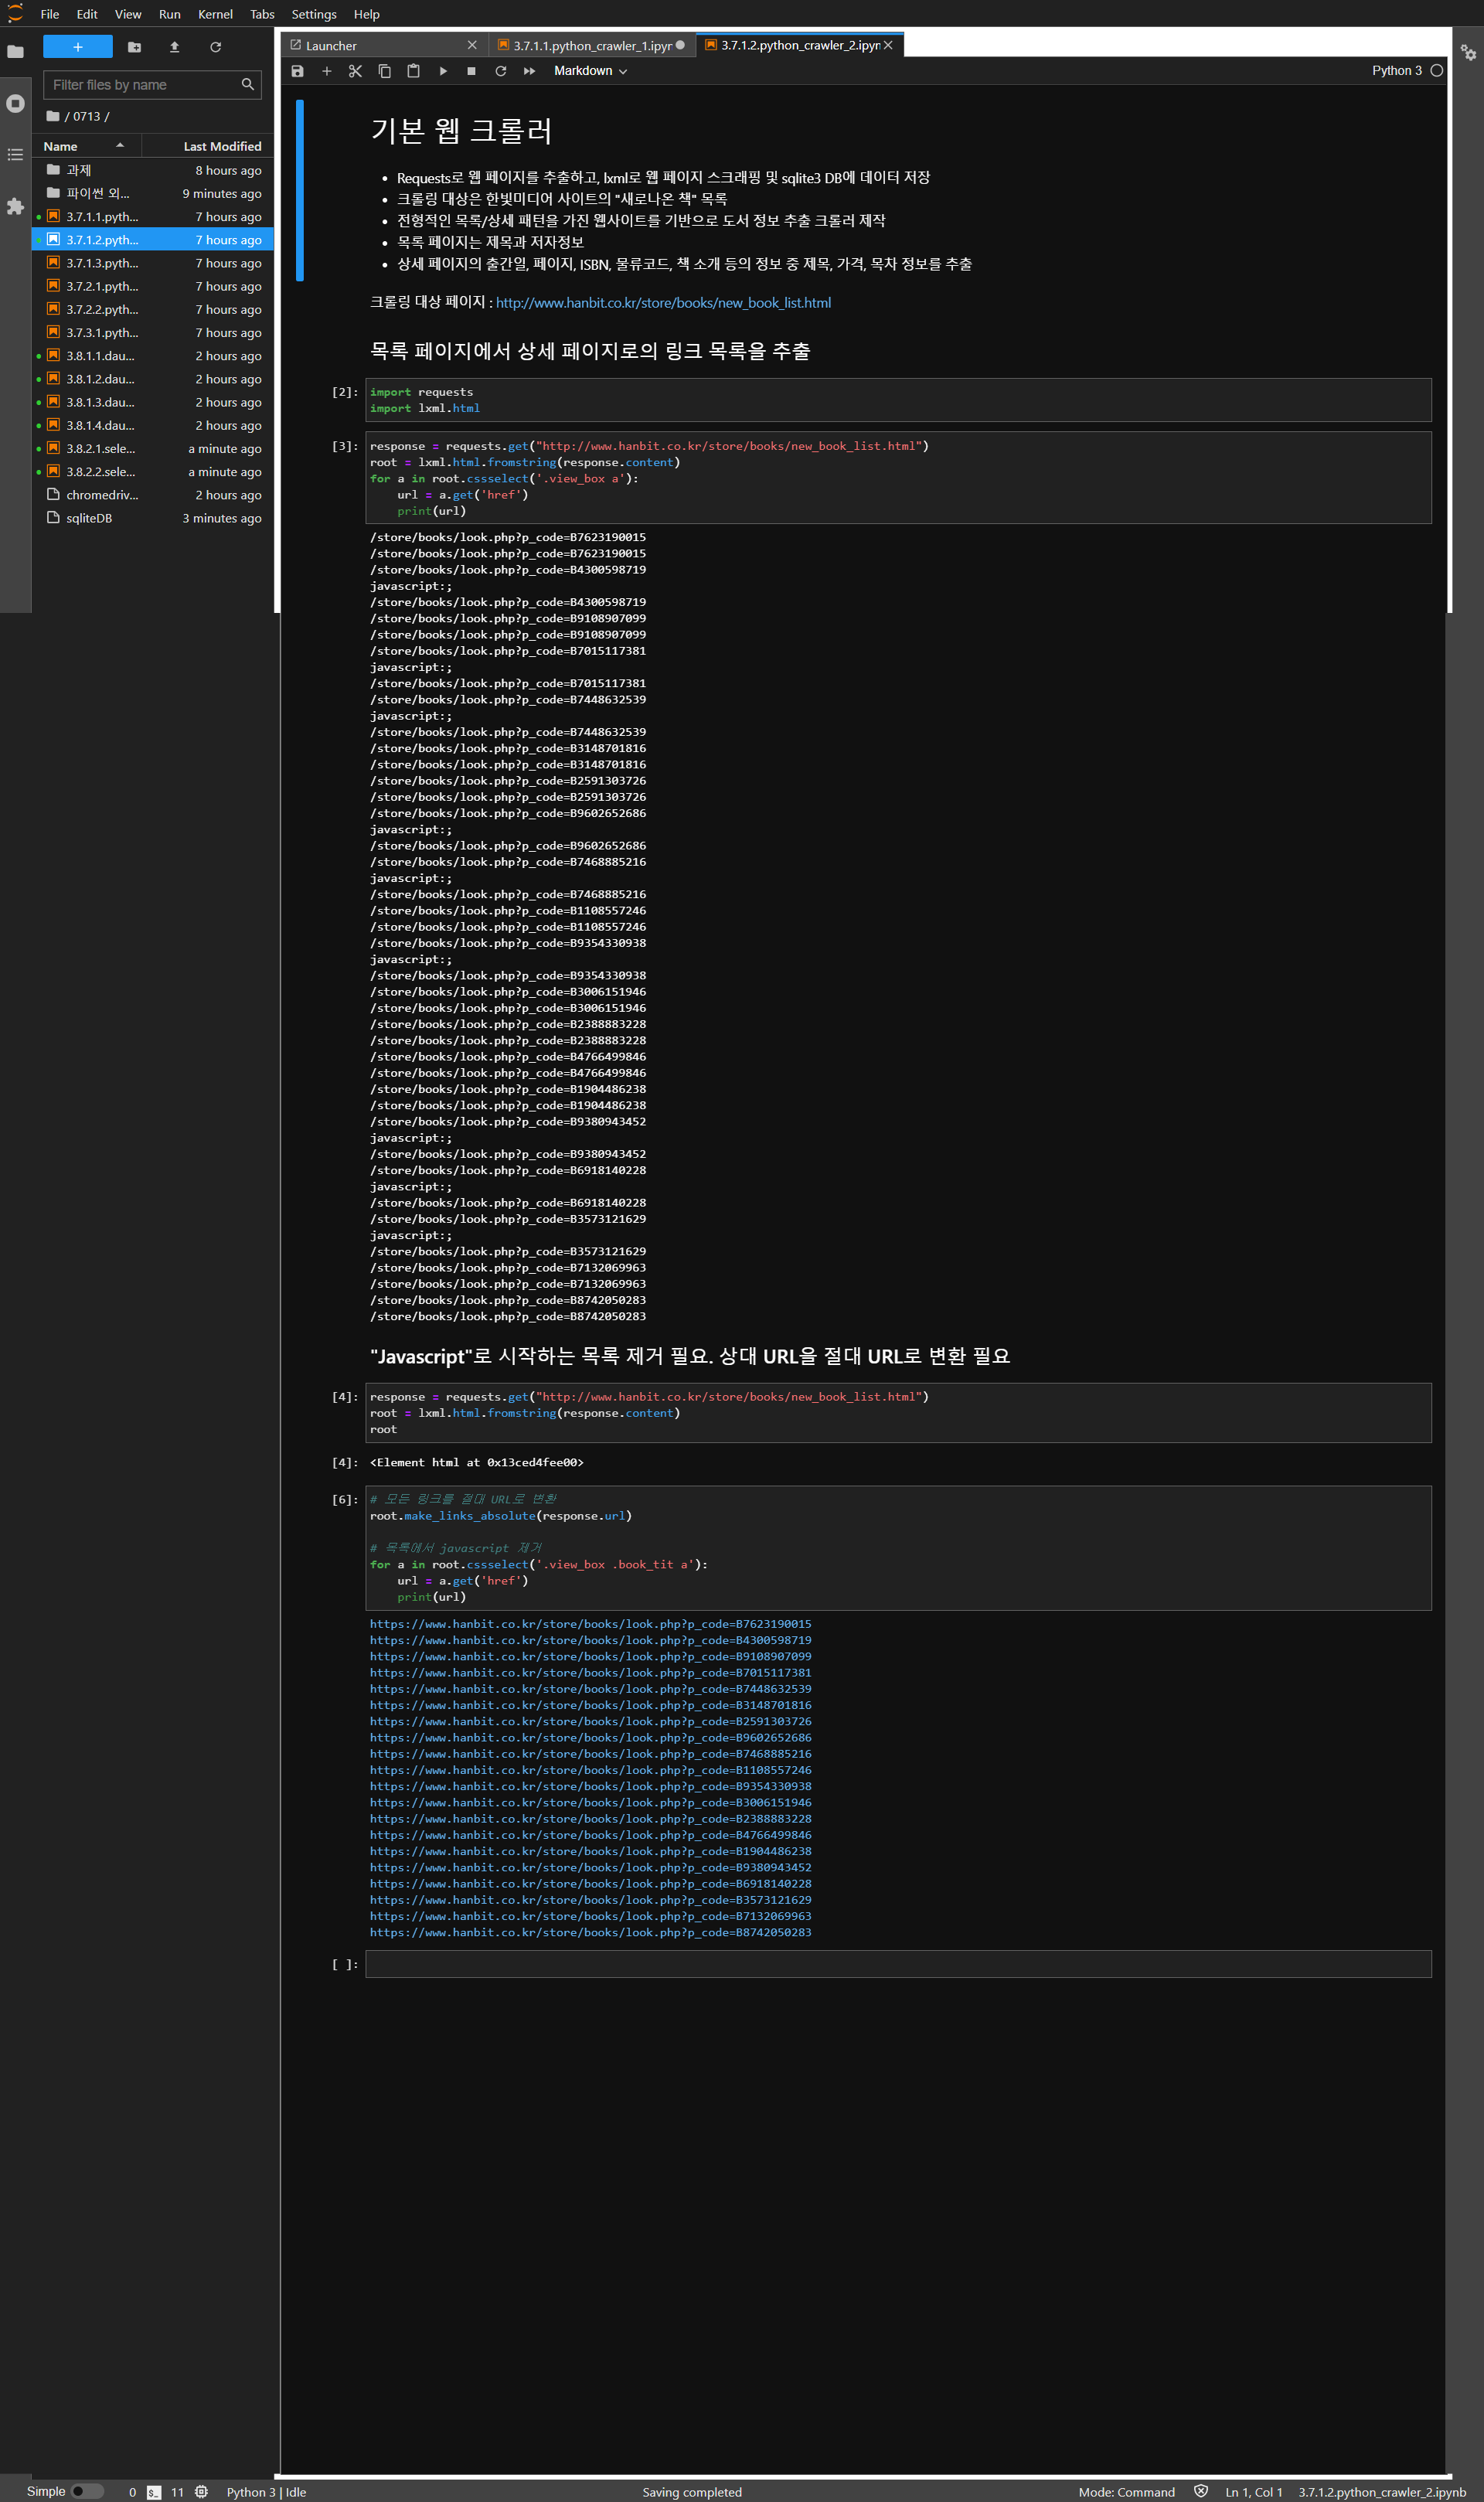 File Edit View Run Kernel Tabs Settings Help
Filter files by name
/ 0713 /
Name Last Modified
과제 8 hours ago
파이썬 외... 9 minutes ago
3.7.1.1.pyth... 7 hours ago
3.7.1.2.pyth... 7 hours ago
3.7.1.3.pyth... 7 hours ago
3.7.2.1.pyth... 7 hours ago
3.7.2.2.pyth... 7 hours ago
3.7.3.1.pyth... 7 hours ago
3.8.1.1.dau... 2 hours ago
3.8.1.2.dau... 2 hours ago
3.8.1.3.dau... 2 hours ago
3.8.1.4.dau... 2 hours ago
3.8.2.1.sele... a minute ago
3.8.2.2.sele... a minute ago
chromedriv... 2 hours ago
sqliteDB 3 minutes ago
Launcher 3.7.1.1.python_crawler_1.ipyr 3.7.1.2.python_crawler_2.ipyn
Markdown Python 3
기본 웹 크롤러
• Requests로 웹 페이지를 추출하고, lxml로 웹 페이지 스크래핑 및 sqlite3 DB에 데이터 저장
• 크롤링 대상은 한빛미디어 사이트의 "새로나온 책" 목록
• 전형적인 목록/상세 패턴을 가진 웹사이트를 기반으로 도서 정보 추출 크롤러 제작
• 목록 페이지는 제목과 저자정보
• 상세 페이지의 출간일, 페이지, ISBN, 물류코드, 책 소개 등의 정보 중 제목, 가격, 목차 정보를 추출
크롤링 대상 페이지 : http://www.hanbit.co.kr/store/books/new_book_list.html
목록 페이지에서 상세 페이지로의 링크 목록을 추출
[2]: import requests
import lxml.html
[3]: response = requests.get("http://www.hanbit.co.kr/store/books/new_book_list.html")
root = lxml.html.fromstring(response.content)
for a in root.cssselect('.view_box a'):
    url = a.get('href')
    print(url)
/store/books/look.php?p_code=B7623190015
/store/books/look.php?p_code=B7623190015
/store/books/look.php?p_code=B4300598719
javascript:;
/store/books/look.php?p_code=B4300598719
/store/books/look.php?p_code=B9108907099
/store/books/look.php?p_code=B9108907099
/store/books/look.php?p_code=B7015117381
javascript:;
/store/books/look.php?p_code=B7015117381
/store/books/look.php?p_code=B7448632539
javascript:;
/store/books/look.php?p_code=B7448632539
/store/books/look.php?p_code=B3148701816
/store/books/look.php?p_code=B3148701816
/store/books/look.php?p_code=B2591303726
/store/books/look.php?p_code=B2591303726
/store/books/look.php?p_code=B9602652686
javascript:;
/store/books/look.php?p_code=B9602652686
/store/books/look.php?p_code=B7468885216
javascript:;
/store/books/look.php?p_code=B7468885216
/store/books/look.php?p_code=B1108557246
/store/books/look.php?p_code=B1108557246
/store/books/look.php?p_code=B9354330938
javascript:;
/store/books/look.php?p_code=B9354330938
/store/books/look.php?p_code=B3006151946
/store/books/look.php?p_code=B3006151946
/store/books/look.php?p_code=B2388883228
/store/books/look.php?p_code=B2388883228
/store/books/look.php?p_code=B4766499846
/store/books/look.php?p_code=B4766499846
/store/books/look.php?p_code=B1904486238
/store/books/look.php?p_code=B1904486238
/store/books/look.php?p_code=B9380943452
javascript:;
/store/books/look.php?p_code=B9380943452
/store/books/look.php?p_code=B6918140228
javascript:;
/store/books/look.php?p_code=B6918140228
/store/books/look.php?p_code=B3573121629
javascript:;
/store/books/look.php?p_code=B3573121629
/store/books/look.php?p_code=B7132069963
/store/books/look.php?p_code=B7132069963
/store/books/look.php?p_code=B8742050283
/store/books/look.php?p_code=B8742050283
"Javascript"로 시작하는 목록 제거 필요. 상대 URL을 절대 URL로 변환 필요
[4]: response = requests.get("http://www.hanbit.co.kr/store/books/new_book_list.html")
root = lxml.html.fromstring(response.content)
root
[4]: <Element html at 0x13ced4fee00>
[6]: # 모든 링크를 절대 URL로 변환
root.make_links_absolute(response.url)
# 목록에서 javascript 제거
for a in root.cssselect('.view_box .book_tit a'):
    url = a.get('href')
    print(url)
https://www.hanbit.co.kr/store/books/look.php?p_code=B7623190015
https://www.hanbit.co.kr/store/books/look.php?p_code=B4300598719
https://www.hanbit.co.kr/store/books/look.php?p_code=B9108907099
https://www.hanbit.co.kr/store/books/look.php?p_code=B7015117381
https://www.hanbit.co.kr/store/books/look.php?p_code=B7448632539
https://www.hanbit.co.kr/store/books/look.php?p_code=B3148701816
https://www.hanbit.co.kr/store/books/look.php?p_code=B2591303726
https://www.hanbit.co.kr/store/books/look.php?p_code=B9602652686
https://www.hanbit.co.kr/store/books/look.php?p_code=B7468885216
https://www.hanbit.co.kr/store/books/look.php?p_code=B1108557246
https://www.hanbit.co.kr/store/books/look.php?p_code=B9354330938
https://www.hanbit.co.kr/store/books/look.php?p_code=B3006151946
https://www.hanbit.co.kr/store/books/look.php?p_code=B2388883228
https://www.hanbit.co.kr/store/books/look.php?p_code=B4766499846
https://www.hanbit.co.kr/store/books/look.php?p_code=B1904486238
https://www.hanbit.co.kr/store/books/look.php?p_code=B9380943452
https://www.hanbit.co.kr/store/books/look.php?p_code=B6918140228
https://www.hanbit.co.kr/store/books/look.php?p_code=B3573121629
https://www.hanbit.co.kr/store/books/look.php?p_code=B7132069963
https://www.hanbit.co.kr/store/books/look.php?p_code=B8742050283
[ ]:
Simple 0 11 Python 3 | Idle Saving completed Mode: Command Ln 1, Col 1 3.7.1.2.python_crawler_2.ipynb